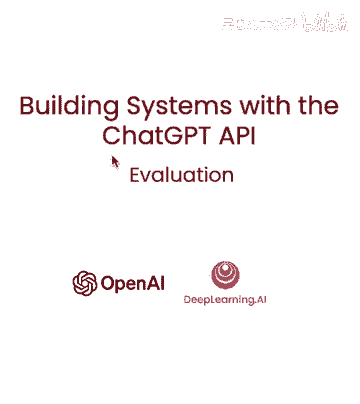 Building Systems with the
ChatGPT API
Evaluation
OpenAI
DeepLearning.AI